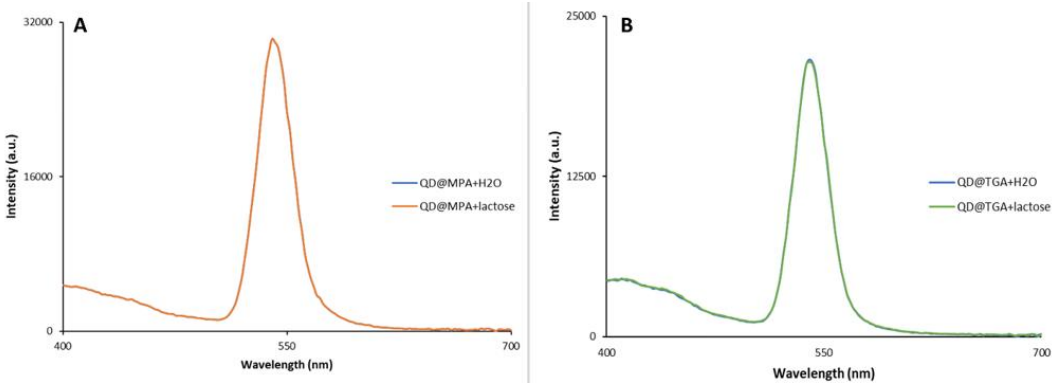 A
32000
16000
0
400
550
700
Intensity (a.u.)
Wavelength (nm)
QD@MPA+H2O
QD@MPA+lactose
B
25000
12500
0
400
550
700
Intensity (a.u.)
Wavelength (nm)
QD@TGA+H2O
QD@TGA+lactose